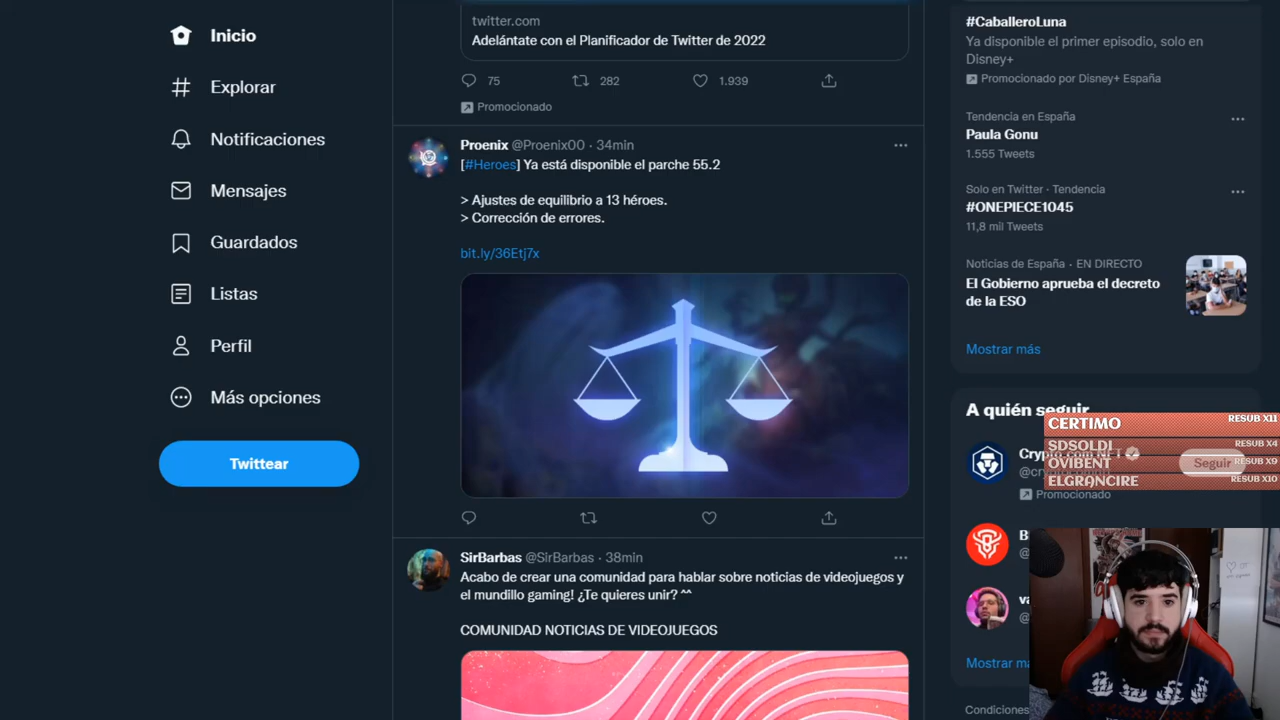 Inicio
Explorar
Notificaciones
Mensajes
Guardados
Listas
Perfil
Más opciones
Twittear
twitter.com
Adelántate con el Planificador de Twitter de 2022
75 282 1.939
Promocionado
Proenix @Proenix00 · 34min
[#Heroes] Ya está disponible el parche 55.2
> Ajustes de equilibrio a 13 héroes.
> Corrección de errores.
bit.ly/36Etj7x
SirBarbas @SirBarbas · 38min
Acabo de crear una comunidad para hablar sobre noticias de videojuegos y
el mundillo gaming! ¿Te quieres unir? ^^
COMUNIDAD NOTICIAS DE VIDEOJUEGOS
#CaballeroLuna
Ya disponible el primer episodio, solo en
Disney+
Promocionado por Disney+ España
Tendencia en España
Paula Gonu
1.555 Tweets
Solo en Twitter · Tendencia
#ONEPIECE1045
11,8 mil Tweets
Noticias de España · EN DIRECTO
El Gobierno aprueba el decreto
de la ESO
Mostrar más
A quién seguir
CERTIMO RESUB X11
SDSOLDI RESUB X4
OVIBENT RESUB X9
ELGRANCIRE RESUB X10
Seguir
Promocionado
Mostrar
Condiciones